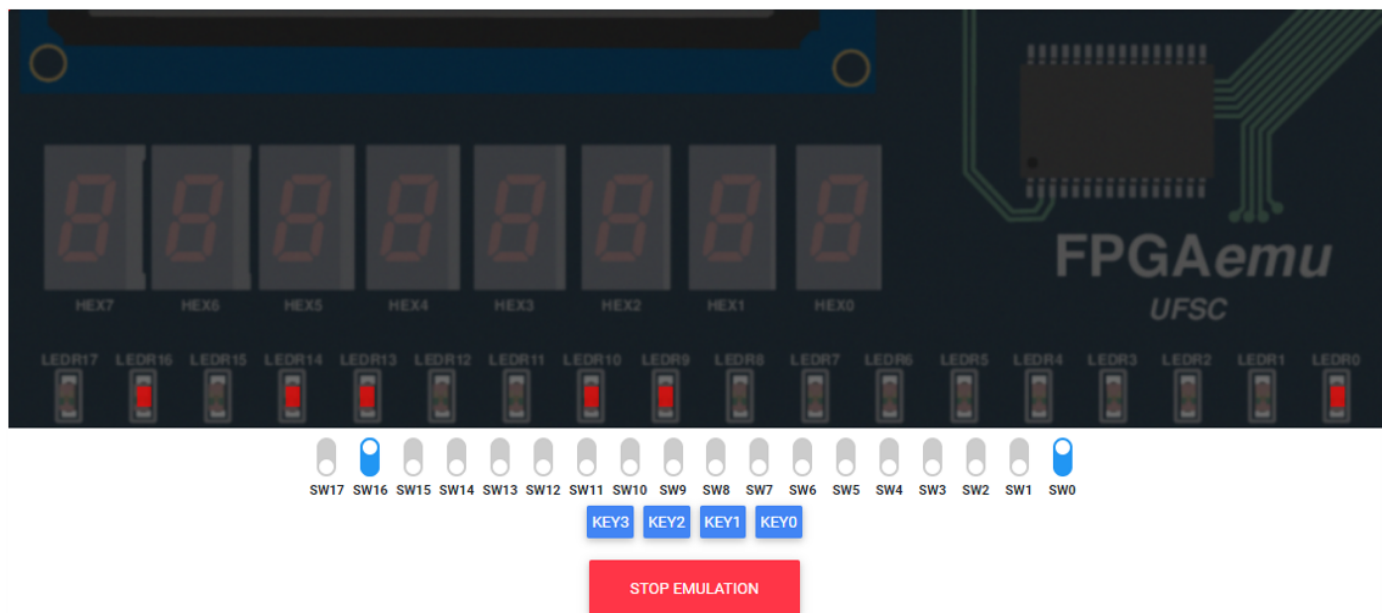 FPGAemu
UFSC
HEX7 HEX6 HEX5 HEX4 HEX3 HEX2 HEX1 HEX0
LEDR17 LEDR16 LEDR15 LEDR14 LEDR13 LEDR12 LEDR11 LEDR10 LEDR9 LEDR8 LEDR7 LEDR6 LEDR5 LEDR4 LEDR3 LEDR2 LEDR1 LEDR0
SW17 SW16 SW15 SW14 SW13 SW12 SW11 SW10 SW9 SW8 SW7 SW6 SW5 SW4 SW3 SW2 SW1 SW0
KEY3 KEY2 KEY1 KEY0
STOP EMULATION